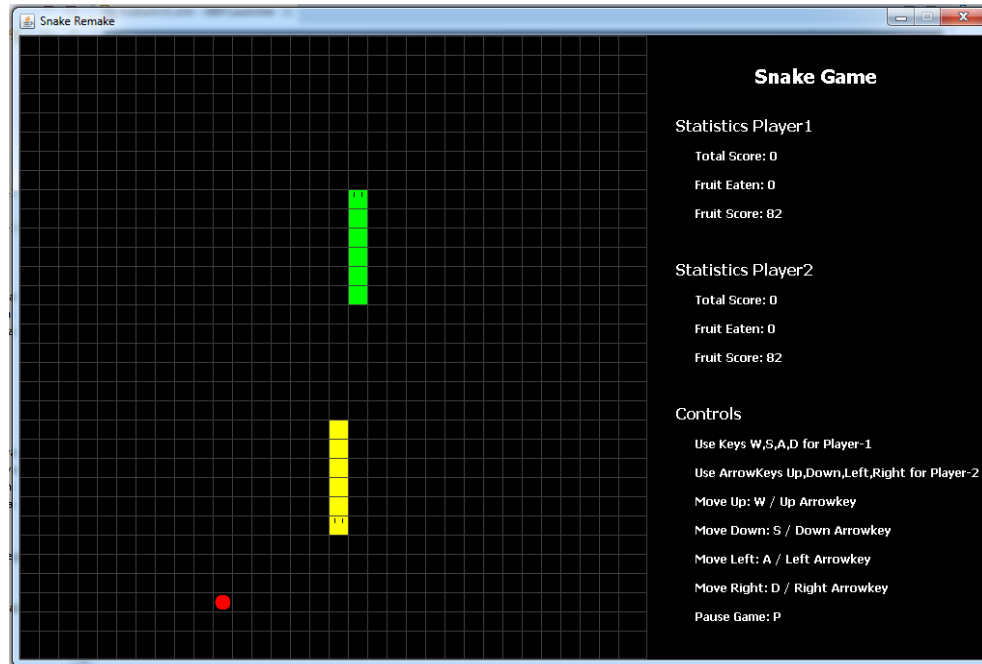 Snake Remake
Snake Game
Statistics Player1
Total Score: 0
Fruit Eaten: 0
Fruit Score: 82
Statistics Player2
Total Score: 0
Fruit Eaten: 0
Fruit Score: 82
Controls
Use Keys W,S,A,D for Player-1
Use ArrowKeys Up,Down,Left,Right for Player-2
Move Up: W / Up Arrowkey
Move Down: S / Down Arrowkey
Move Left: A / Left Arrowkey
Move Right: D / Right Arrowkey
Pause Game: P